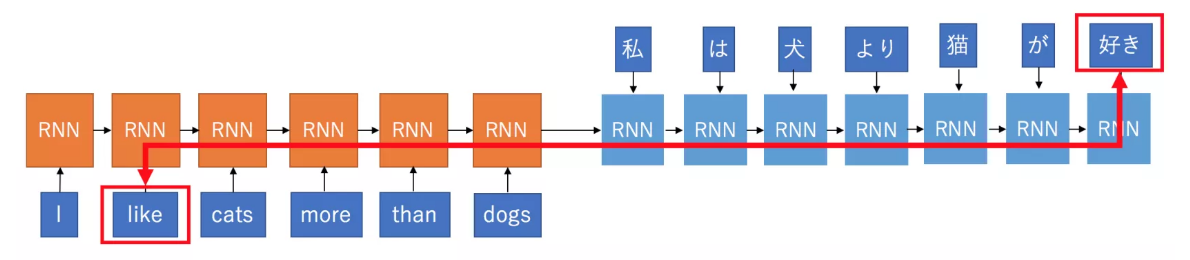 私 は 犬 より 猫 が 好き
RNN RNN RNN RNN RNN RNN RNN RNN RNN RNN RNN RNN RNN
I like cats more than dogs